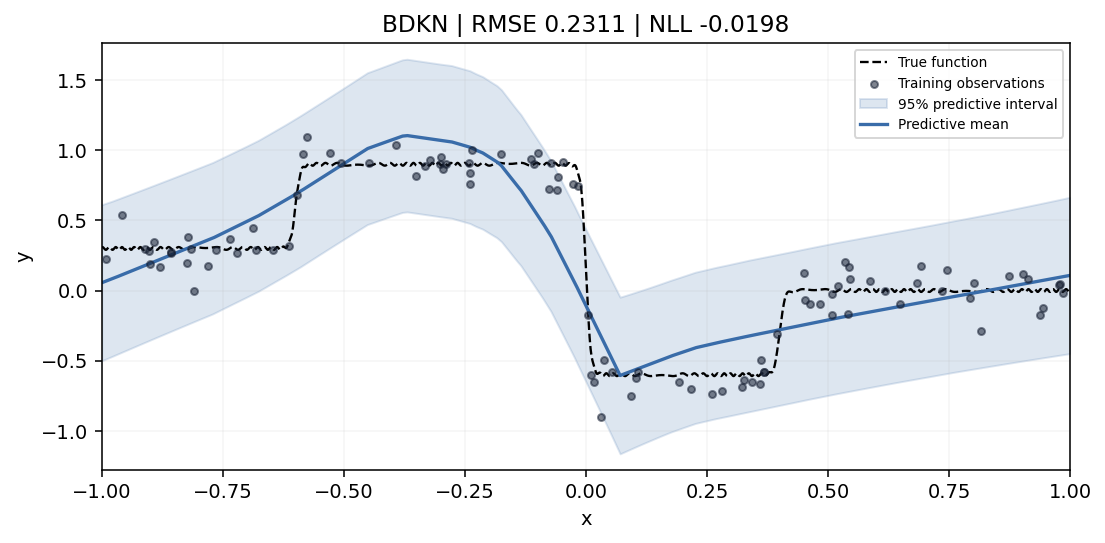 BDKN | RMSE 0.2311 | NLL -0.0198
True function
Training observations
95% predictive interval
Predictive mean
y
1.5
1.0
0.5
0.0
−0.5
−1.0
−1.00 −0.75 −0.50 −0.25 0.00 0.25 0.50 0.75 1.00
x